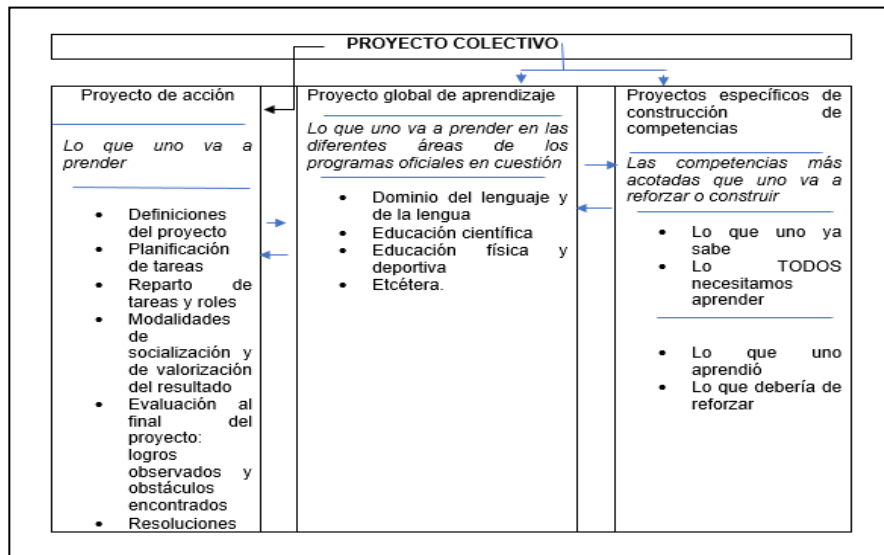 PROYECTO COLECTIVO
Proyecto de acción
Lo que uno va a
prender
• Definiciones
del proyecto
• Planificación
de tareas
• Reparto de
tareas y roles
• Modalidades
de
socialización y
de valorización
del resultado
• Evaluación al
final del
proyecto:
logros
observados y
obstáculos
encontrados
• Resoluciones
Proyecto global de aprendizaje
Lo que uno va a prender en las
diferentes áreas de los
programas oficiales en cuestión
• Dominio del lenguaje y
de la lengua
• Educación científica
• Educación física y
deportiva
• Etcétera.
Proyectos específicos de
construcción de
competencias
Las competencias más
acotadas que uno va a
reforzar o construir
• Lo que uno ya
sabe
• Lo TODOS
necesitamos
aprender
• Lo que uno
aprendió
• Lo que debería de
reforzar